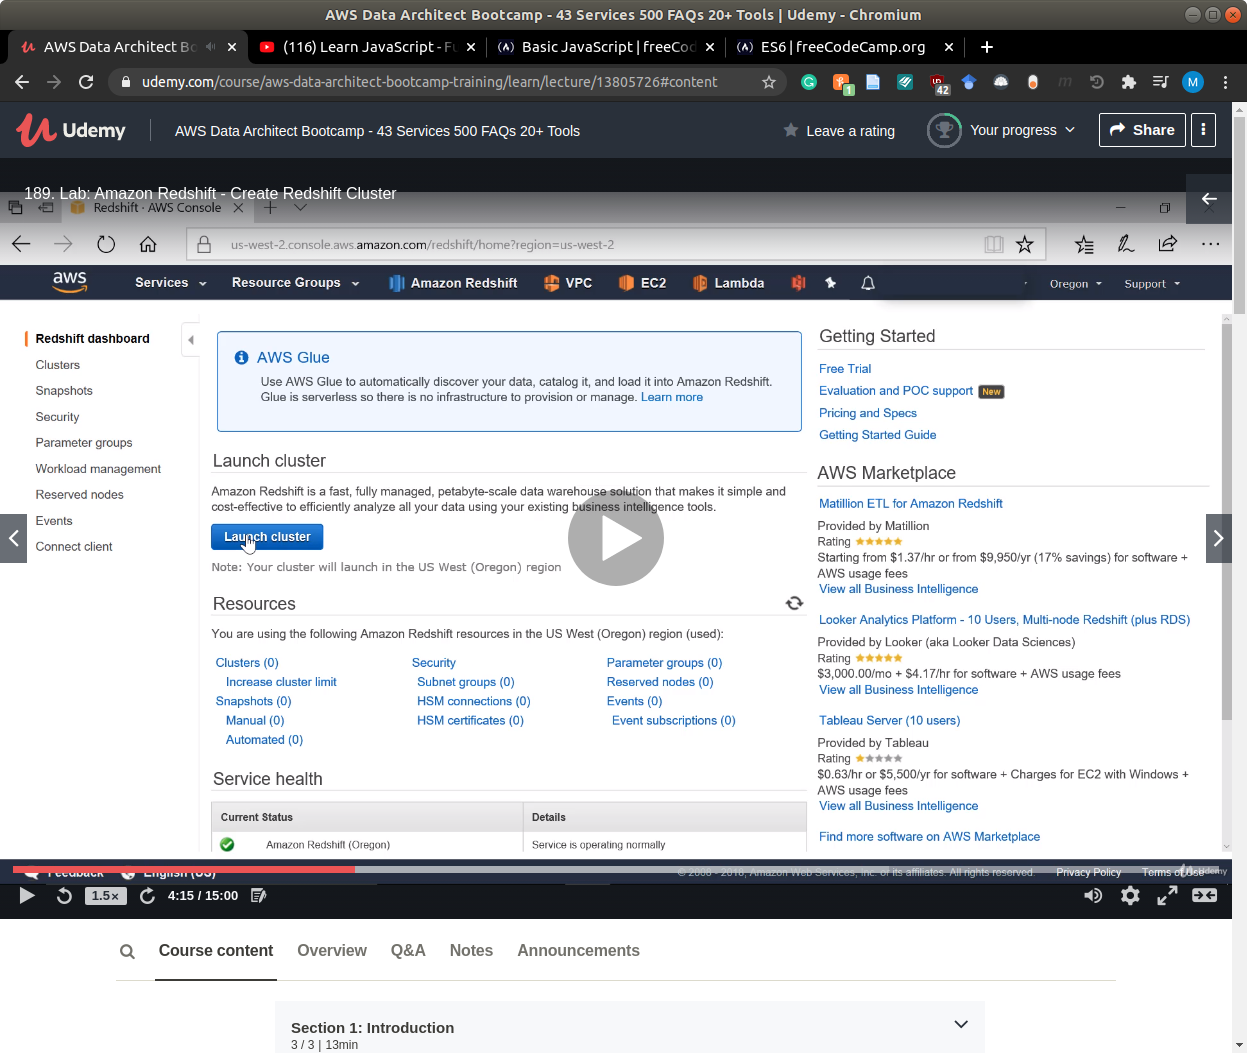 AWS Data Architect Bootcamp - 43 Services 500 FAQs 20+ Tools | Udemy - Chromium
AWS Data Architect Bo
(116) Learn JavaScript - Fu
Basic JavaScript | freeCod
ES6 | freeCodeCamp.org
udemy.com/course/aws-data-architect-bootcamp-training/learn/lecture/13805726#content
1
42
m
M
Udemy
AWS Data Architect Bootcamp - 43 Services 500 FAQs 20+ Tools
Leave a rating
Your progress
Share
189. Lab: Amazon Redshift - Create Redshift Cluster
Redshift · AWS Console
us-west-2.console.aws.amazon.com/redshift/home?region=us-west-2
aws
Services
Resource Groups
Amazon Redshift
VPC
EC2
Lambda
Oregon
Support
Redshift dashboard
Clusters
Snapshots
Security
Parameter groups
Workload management
Reserved nodes
Events
Connect client
AWS Glue
Use AWS Glue to automatically discover your data, catalog it, and load it into Amazon Redshift.
Glue is serverless so there is no infrastructure to provision or manage. Learn more
Launch cluster
Amazon Redshift is a fast, fully managed, petabyte-scale data warehouse solution that makes it simple and
cost-effective to efficiently analyze all your data using your existing business intelligence tools.
Launch cluster
Note: Your cluster will launch in the US West (Oregon) region
Resources
You are using the following Amazon Redshift resources in the US West (Oregon) region (used):
Clusters (0)
Increase cluster limit
Snapshots (0)
Manual (0)
Automated (0)
Security
Subnet groups (0)
HSM connections (0)
HSM certificates (0)
Parameter groups (0)
Reserved nodes (0)
Events (0)
Event subscriptions (0)
Service health
Current Status
Details
Amazon Redshift (Oregon)
Service is operating normally
Getting Started
Free Trial
Evaluation and POC support New
Pricing and Specs
Getting Started Guide
AWS Marketplace
Matillion ETL for Amazon Redshift
Provided by Matillion
Rating
Starting from $1.37/hr or from $9,950/yr (17% savings) for software +
AWS usage fees
View all Business Intelligence
Looker Analytics Platform - 10 Users, Multi-node Redshift (plus RDS)
Provided by Looker (aka Looker Data Sciences)
Rating
$3,000.00/mo + $4.17/hr for software + AWS usage fees
View all Business Intelligence
Tableau Server (10 users)
Provided by Tableau
Rating
$0.63/hr or $5,500/yr for software + Charges for EC2 with Windows +
AWS usage fees
View all Business Intelligence
Find more software on AWS Marketplace
Feedback
English (US)
© 2008 - 2018, Amazon Web Services, Inc. or its affiliates. All rights reserved.
Privacy Policy
Terms of Use
Udemy
1.5×
4:15 / 15:00
Course content
Overview
Q&A
Notes
Announcements
Section 1: Introduction
3 / 3 | 13min